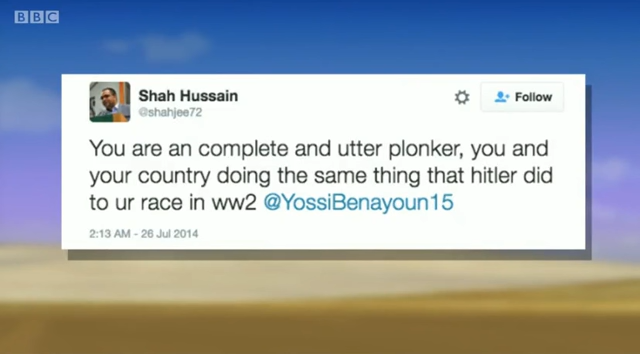 BBC
Shah Hussain
@shahjee72
Follow
You are an complete and utter plonker, you and
your country doing the same thing that hitler did
to ur race in ww2 @YossiBenayoun15
2:13 AM - 26 Jul 2014